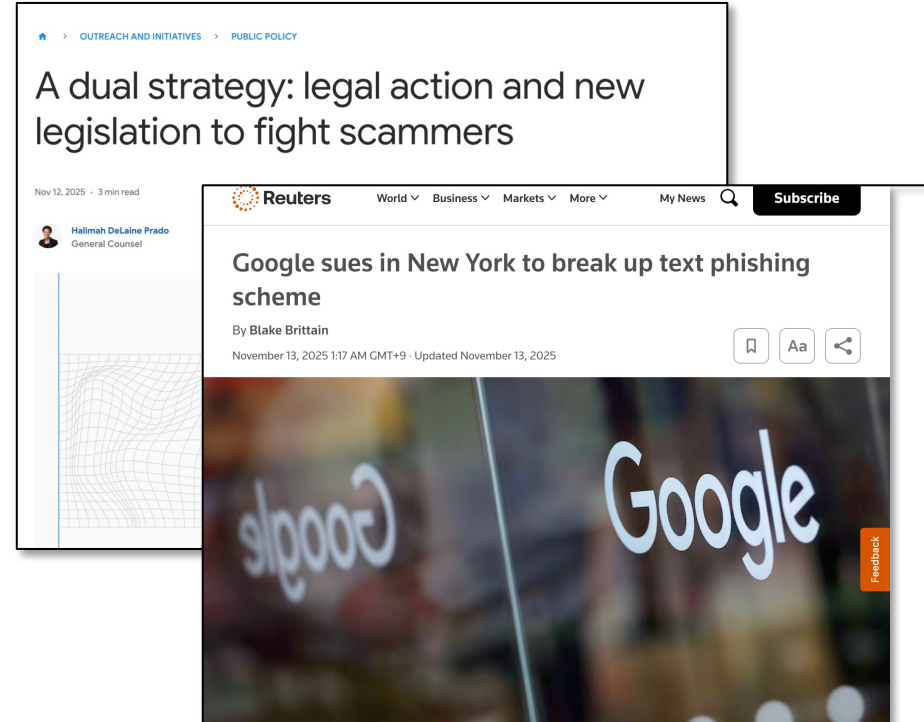 OUTREACH AND INITIATIVES > PUBLIC POLICY
A dual strategy: legal action and new
legislation to fight scammers
Nov 12, 2025 · 3 min read
Halimah DeLaine Prado
General Counsel
Reuters World Business Markets More My News Subscribe
Google sues in New York to break up text phishing
scheme
By Blake Brittain
November 13, 2025 1:17 AM GMT+9 · Updated November 13, 2025
Aa
Google
Google
Feedback